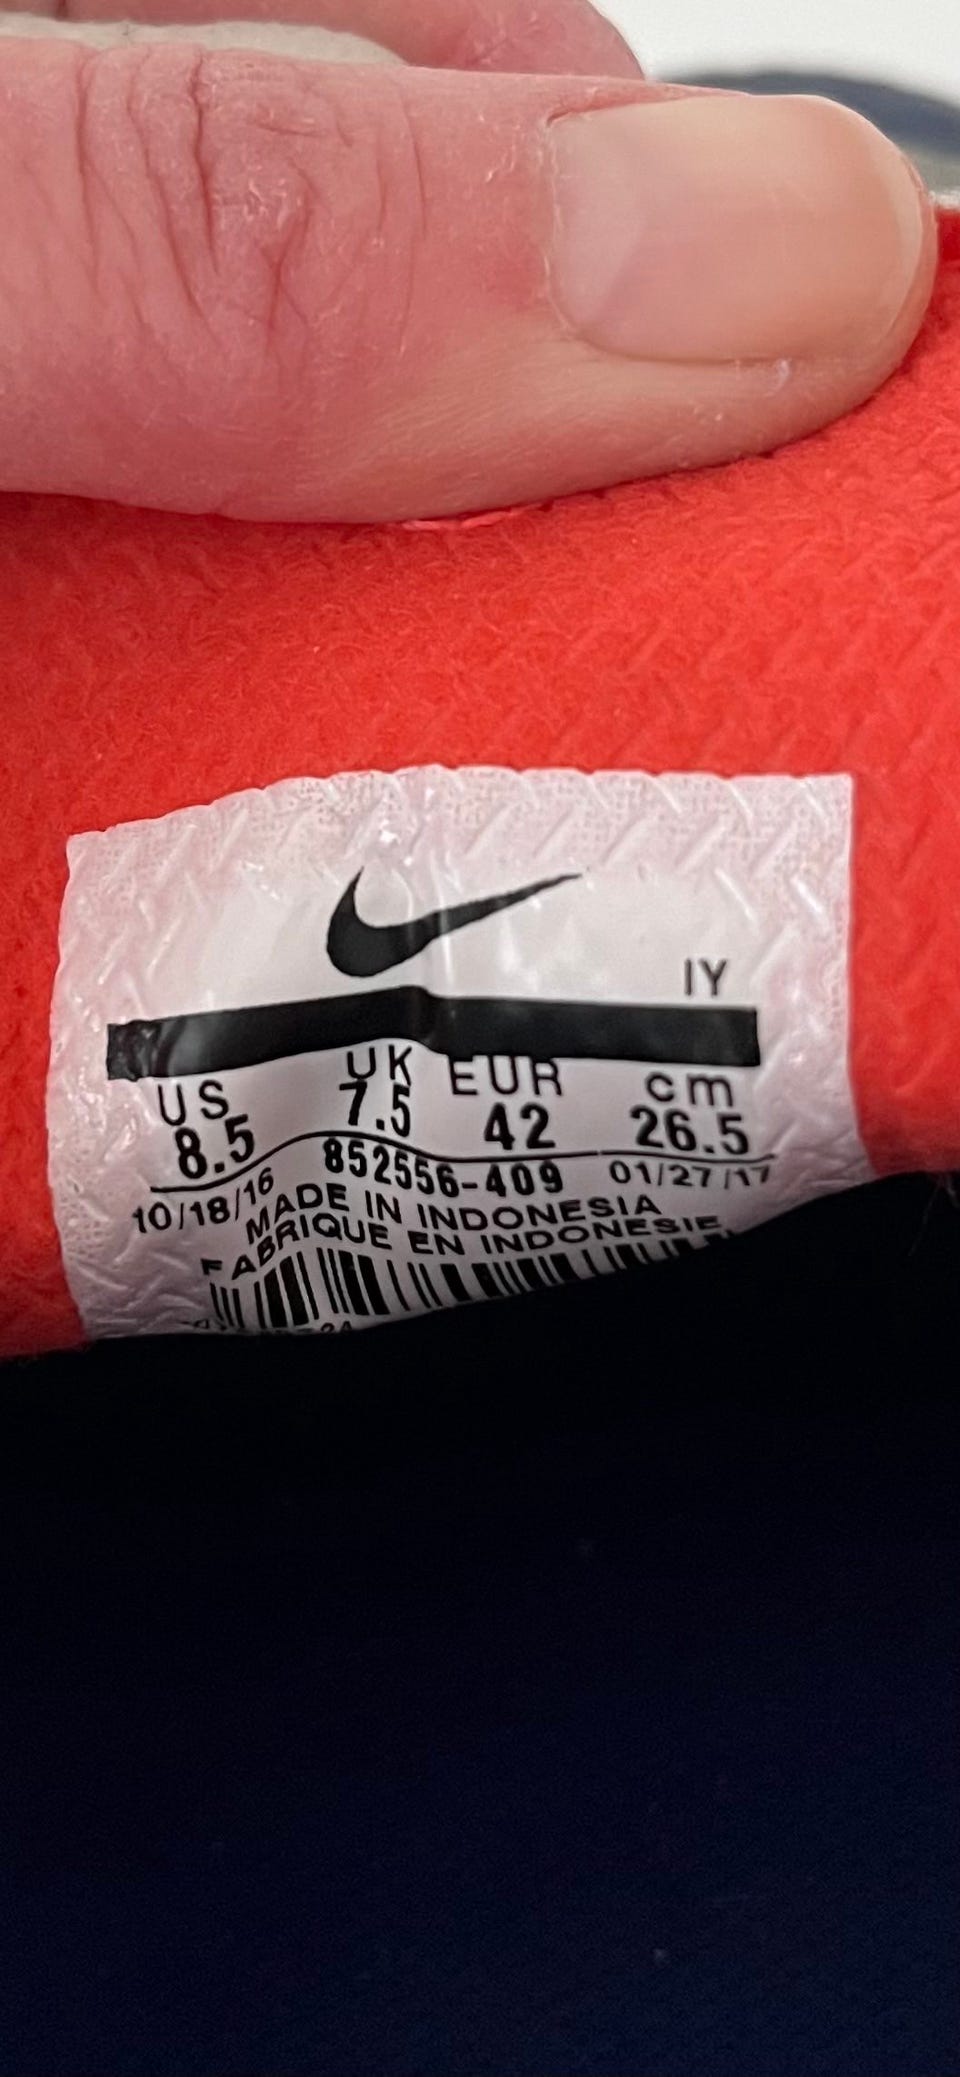 IY
US UK EUR cm
8.5 7.5 42 26.5
10/18/16 852556-409 01/27/17
MADE IN INDONESIA
FABRIQUE EN INDONESIE